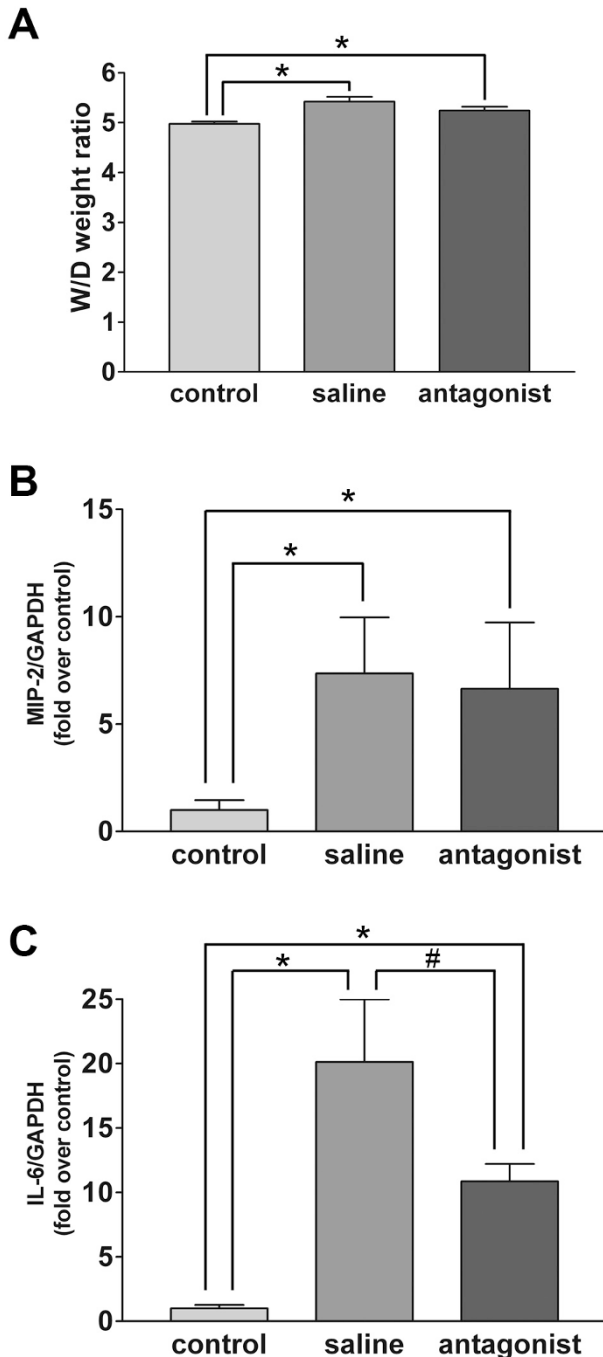 A
*
*
6
5
4
3
2
1
0
W/D weight ratio
control saline antagonist
B
*
*
15
10
5
0
MIP-2/GAPDH
(fold over control)
control saline antagonist
C
*
* #
25
20
15
10
5
0
IL-6/GAPDH
(fold over control)
control saline antagonist